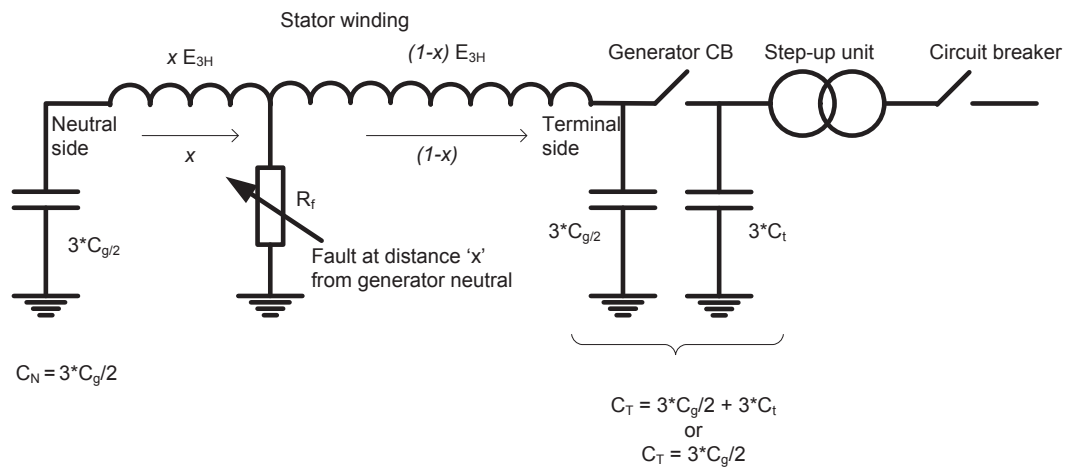 Stator winding
x E3H
(1-x) E3H
Generator CB
Step-up unit
Circuit breaker
Neutral
side
x
(1-x)
Terminal
side
Rf
3*Cg/2
3*Cg/2
3*Ct
Fault at distance ‘x’
from generator neutral
CN = 3*Cg/2
CT = 3*Cg/2 + 3*Ct
or
CT = 3*Cg/2